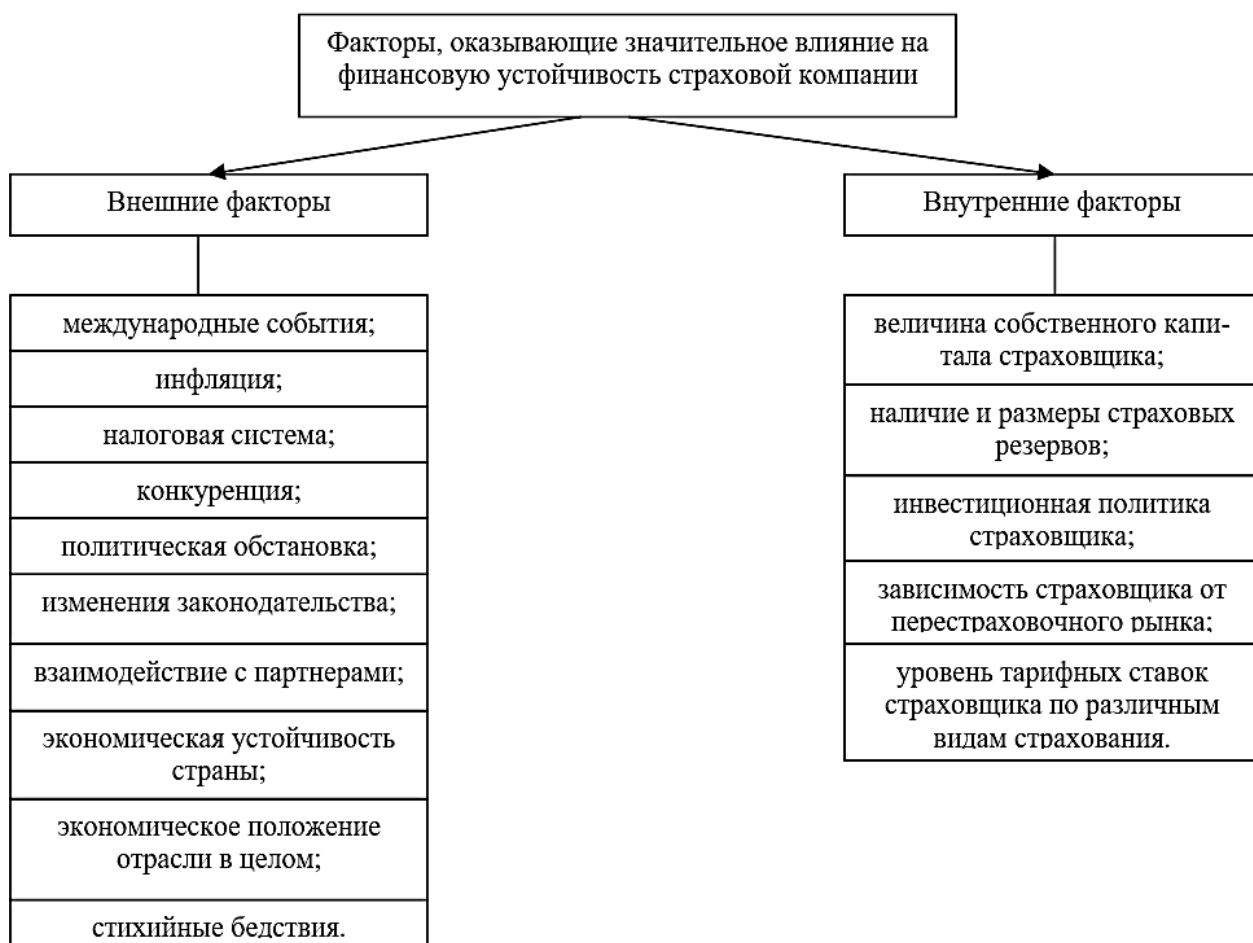 Факторы, оказывающие значительное влияние на
финансовую устойчивость страховой компании
Внешние факторы
международные события;
инфляция;
налоговая система;
конкуренция;
политическая обстановка;
изменения законодательства;
взаимодействие с партнерами;
экономическая устойчивость
страны;
экономическое положение
отрасли в целом;
стихийные бедствия.
Внутренние факторы
величина собственного капи-
тала страховщика;
наличие и размеры страховых
резервов;
инвестиционная политика
страховщика;
зависимость страховщика от
перестраховочного рынка;
уровень тарифных ставок
страховщика по различным
видам страхования.